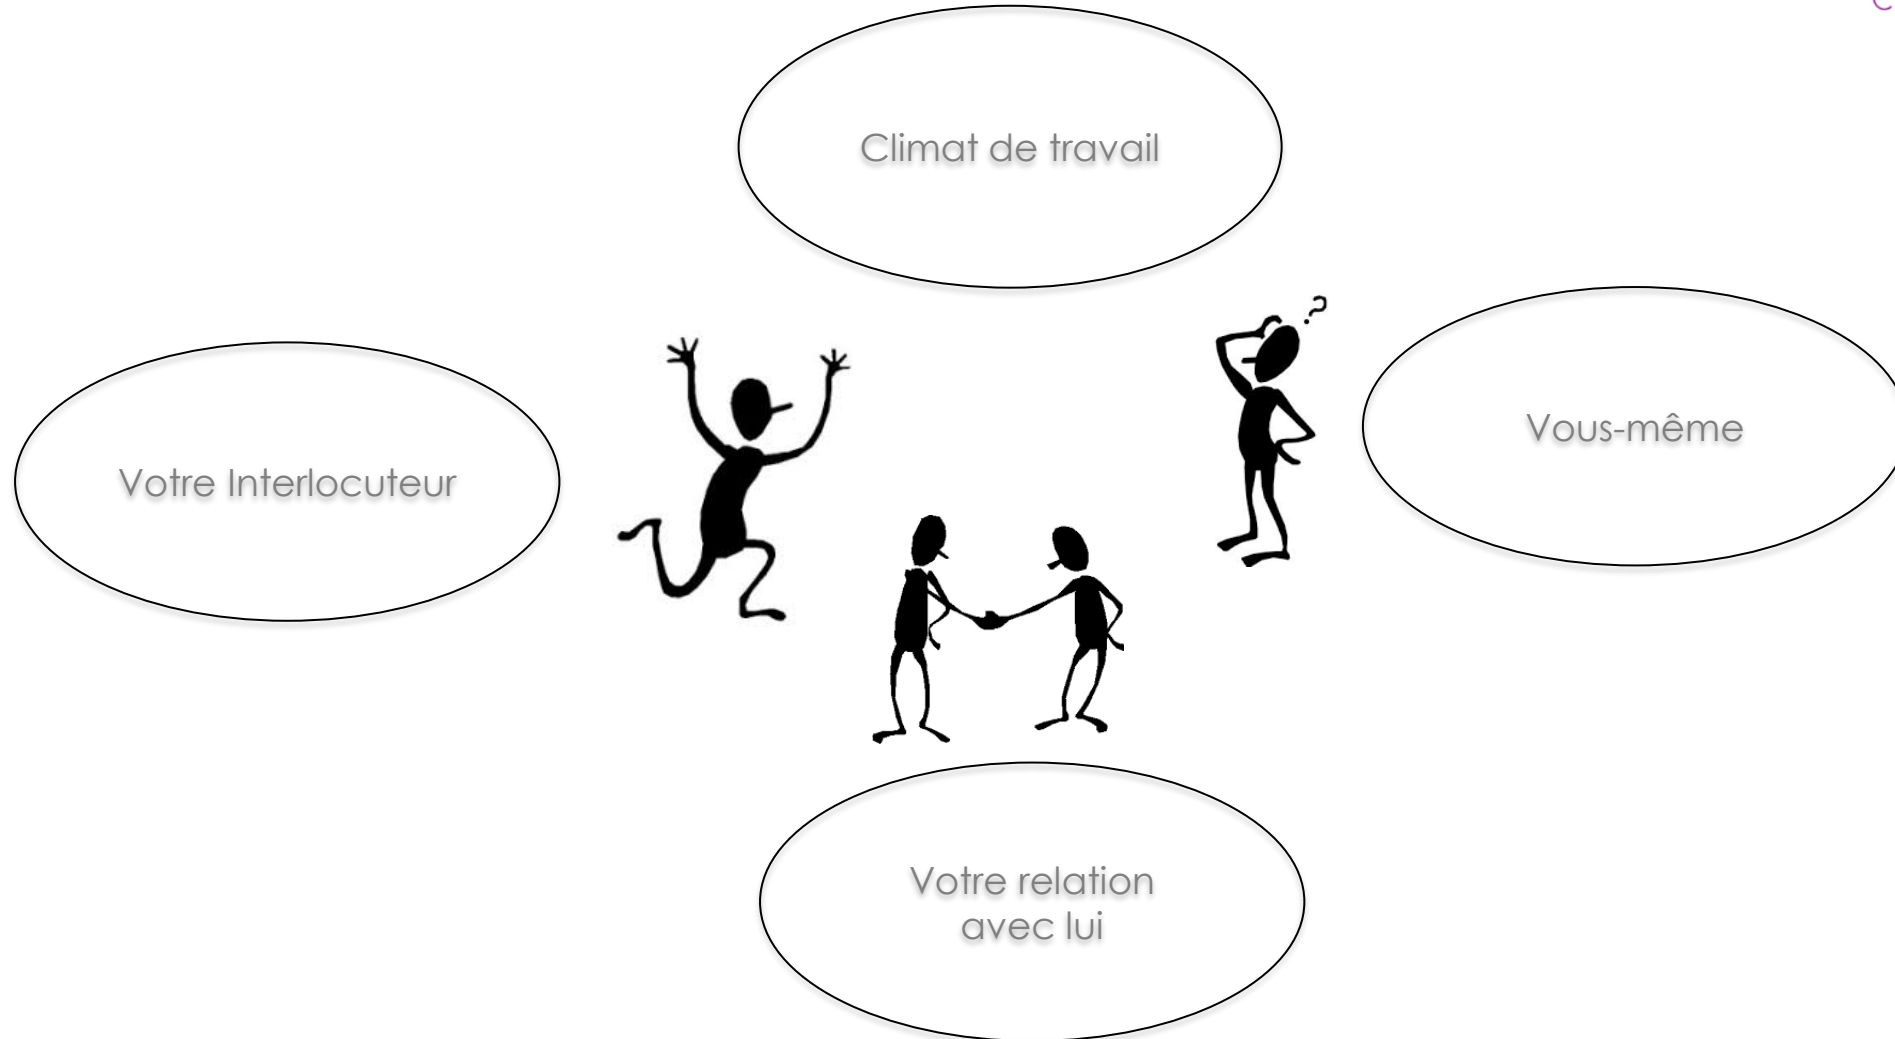 Climat de travail
Vous-même
Votre Interlocuteur
Votre relation
avec lui
?